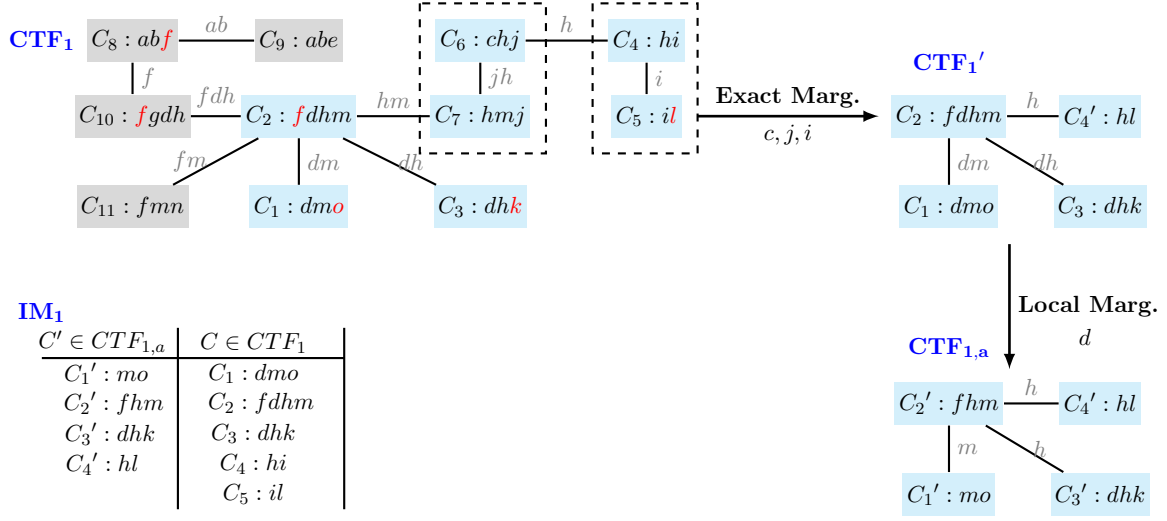 CTF₁
C₈ : abf
ab
C₉ : abe
f
C₁₀ : fgdh
fdh
C₂ : fdhm
hm
C₆ : chj
h
C₄ : hi
jh
i
C₇ : hmj
C₅ : il
fm
dm
dh
C₁₁ : fmn
C₁ : dmo
C₃ : dhk
Exact Marg.
c, j, i
CTF₁′
C₂ : fdhm
h
C₄′ : hl
dm
dh
C₁ : dmo
C₃ : dhk
Local Marg.
d
CTF₁,ₐ
C₂′ : fhm
h
C₄′ : hl
m
h
C₁′ : mo
C₃′ : dhk
IM₁
C′ ∈ CTF₁,ₐ C ∈ CTF₁
C₁′ : mo C₁ : dmo
C₂′ : fhm C₂ : fdhm
C₃′ : dhk C₃ : dhk
C₄′ : hl C₄ : hi
C₅ : il